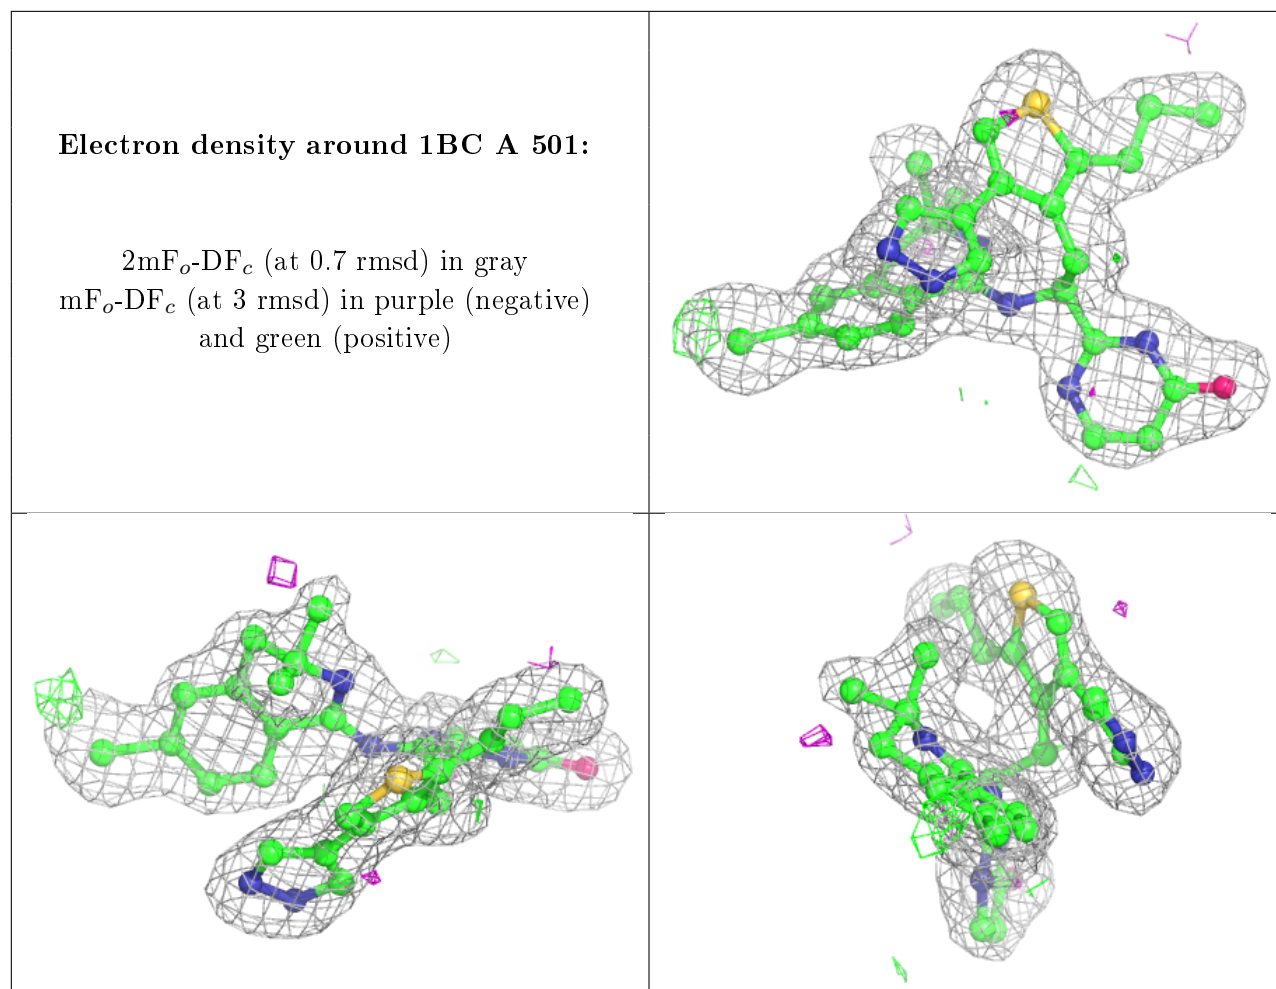 Electron density around 1BC A 501:
2mFₒ-DF𝒸 (at 0.7 rmsd) in gray
mFₒ-DF𝒸 (at 3 rmsd) in purple (negative)
and green (positive)